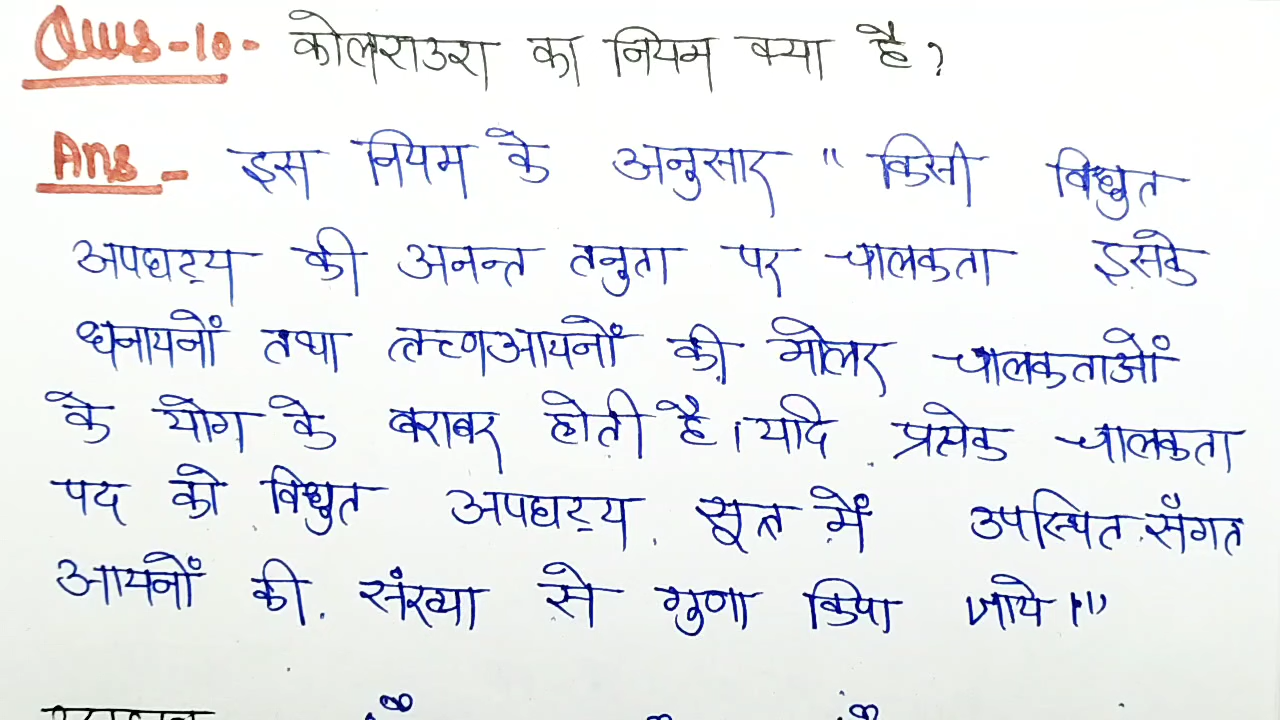 Ques-10- कोलराउश का नियम क्या है?
Ans - इस नियम के अनुसार "किसी विद्युत
अपघट्य की अनन्त तनुता पर चालकता इसके
धनायनों तथा ऋणआयनों की मोलर चालकताओं
के योग के बराबर होती है। यदि प्रत्येक चालकता
पद को विद्युत अपघट्य सूत्र में उपस्थित संगत
आयनों की संख्या से गुणा किया जाये।"